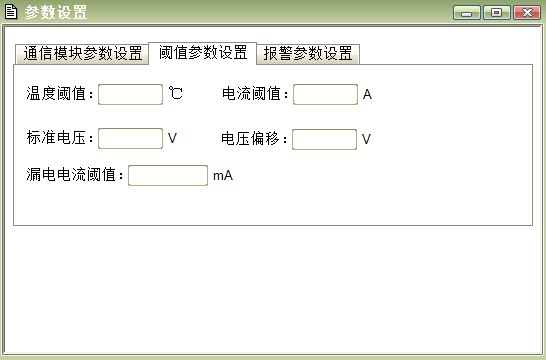 参数设置
通信模块参数设置 阈值参数设置 报警参数设置
温度阈值： ℃ 电流阈值： A
标准电压： V 电压偏移： V
漏电电流阈值： mA